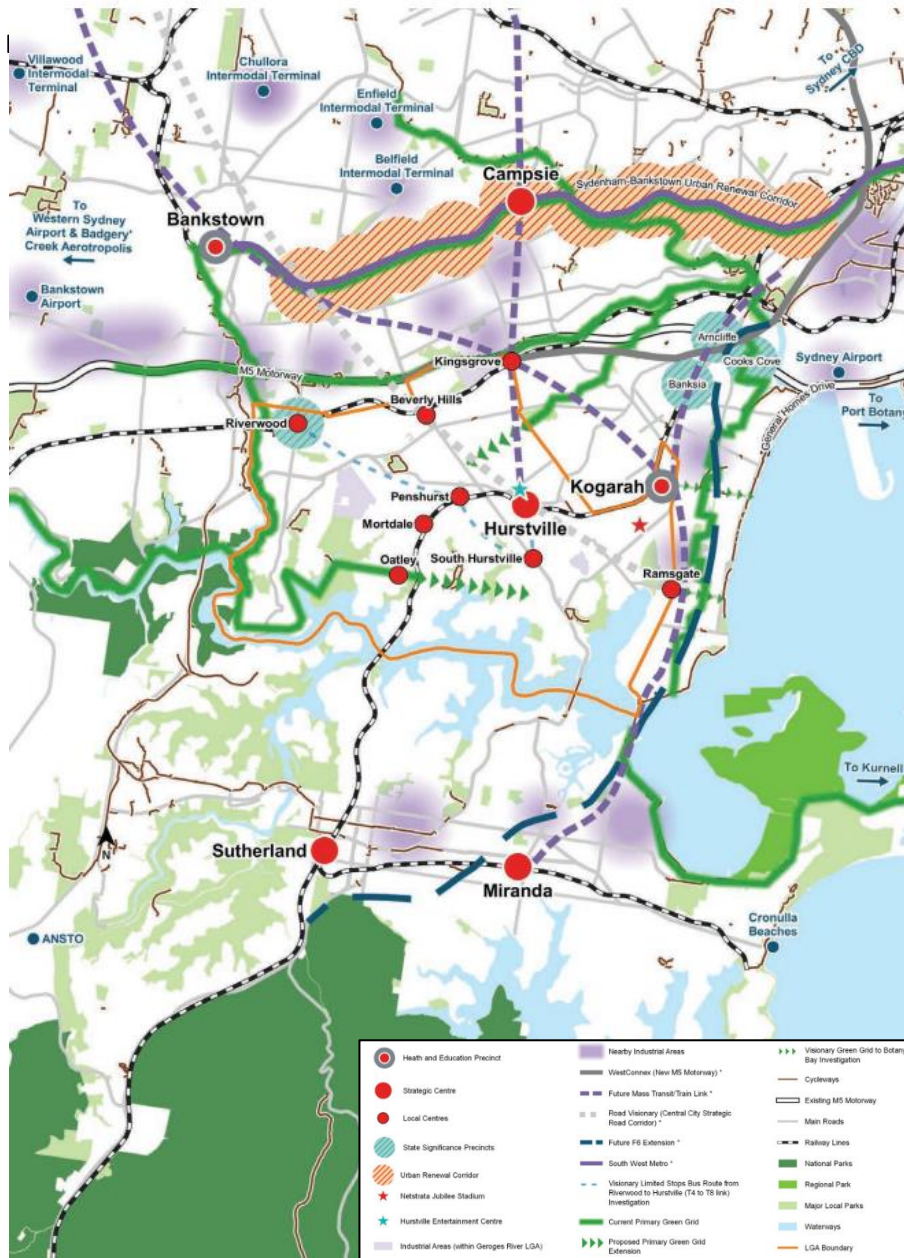 Villawood
Intermodal
Terminal
Chullora
Intermodal Terminal
Enfield
Intermodal Terminal
Belfield
Intermodal Terminal
To
Sydney CBD
Campsie
Sydenham-Bankstown Urban Renewal Corridor
Bankstown
To
Western Sydney
Airport & Badgery'
Creek Aerotropolis
Bankstown
Airport
M5 Motorway
Kingsgrove
Arncliffe
Cooks Cove
Banksia
Sydney Airport
To
Port Botany
General Homes Drive
Beverly Hills
Riverwood
Penshurst
Kogarah
Hurstville
Mortdale
Oatley
South Hurstville
Ramsgate
To Kurnell
N
Sutherland
Miranda
ANSTO
Cronulla
Beaches
Heath and Education Precinct
Strategic Centre
Local Centres
State Significance Precincts
Urban Renewal Corridor
Netstrata Jubilee Stadium
Hurstville Entertainment Centre
Industrial Areas (within Geroges River LGA)
Nearby Industrial Areas
WestConnex (New M5 Motorway) *
Future Mass Transit/Train Link *
Road Visionary (Central City Strategic
Road Corridor) *
Future F6 Extension *
South West Metro *
Visionary Limited Stops Bus Route from
Riverwood to Hurstville (T4 to T8 link)
Investigation
Current Primary Green Grid
Proposed Primary Green Grid
Extension
Visionary Green Grid to Botany
Bay Investigation
Cycleways
Existing M5 Motorway
Main Roads
Railway Lines
National Parks
Regional Park
Major Local Parks
Waterways
LGA Boundary